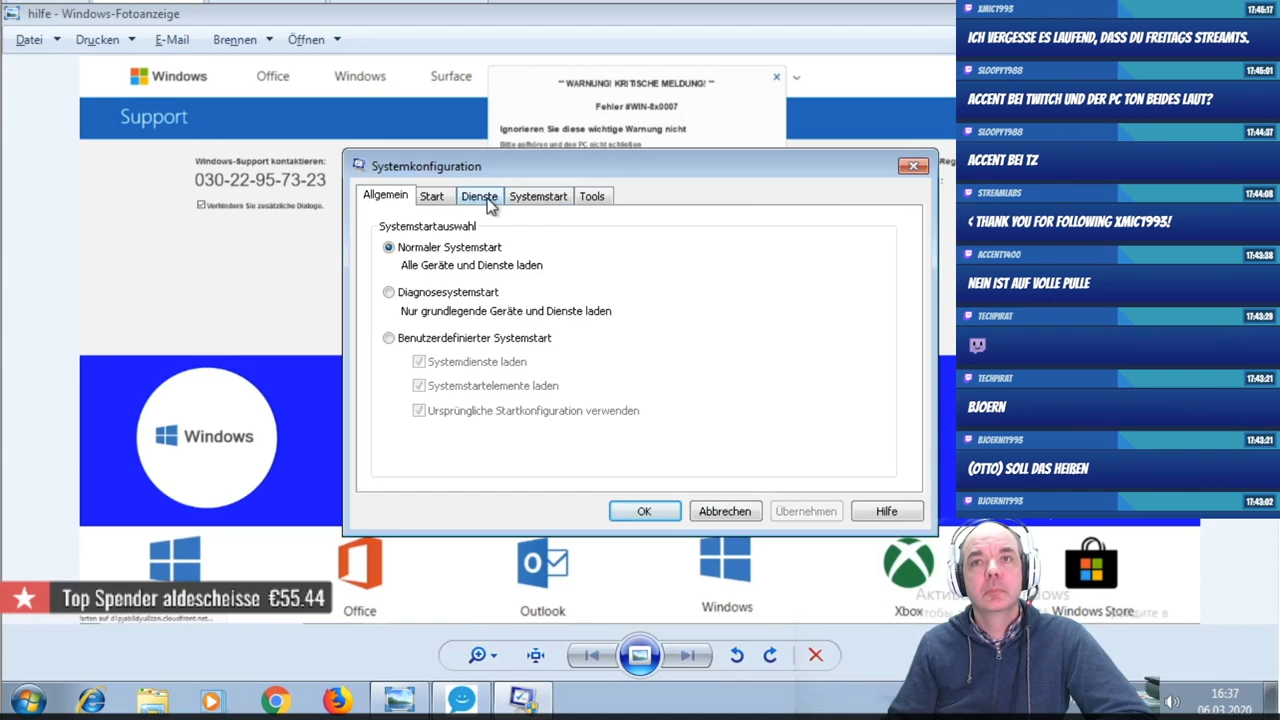 hilfe - Windows-Fotoanzeige
Datei Drucken E-Mail Brennen Öffnen
Windows Office Windows Surface
Support
** WARNUNG! KRITISCHE MELDUNG! **
Fehler #WIN-8x0007
Ignorieren Sie diese wichtige Warnung nicht
Bitte aufhören und den PC nicht schließen
Windows-Support kontaktieren:
030-22-95-73-23
Verhindern Sie zusätzliche Dialoge.
Systemkonfiguration
Allgemein Start Dienste Systemstart Tools
Systemstartauswahl
Normaler Systemstart
Alle Geräte und Dienste laden
Diagnosesystemstart
Nur grundlegende Geräte und Dienste laden
Benutzerdefinierter Systemstart
Systemdienste laden
Systemstartelemente laden
Ursprüngliche Startkonfiguration verwenden
OK Abbrechen Übernehmen Hilfe
Windows
Office
Outlook
Windows
Xbox
Windows Store
Top Spender aldescheisse €55.44
16:37
06.03.2020
XMIC1993 17:45:17
ICH VERGESSE ES LAUFEND, DASS DU FREITAGS STREAMTS.
SLOOPY1988 17:45:01
ACCENT BEI TWITCH UND DER PC TON BEIDES LAUT?
SLOOPY1988 17:44:37
ACCENT BEI TZ
STREAMLABS 17:44:08
< THANK YOU FOR FOLLOWING XMIC1993!
ACCENT1400 17:43:38
NEIN IST AUF VOLLE PULLE
TECHPIRAT 17:43:29
TECHPIRAT 17:43:21
BJOERN
BJOERN1993 17:43:21
(OTTO) SOLL DAS HEIßEN
BJOERN1993 17:43:02